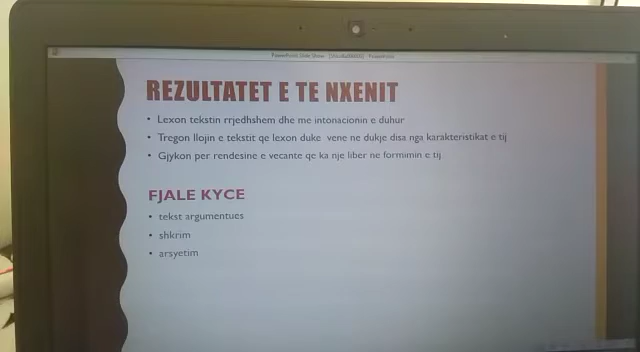 REZULTATET E TE NXENIT
• Lexon tekstin rrjedhshem dhe me intonacionin e duhur
• Tregon llojin e tekstit qe lexon duke vene ne dukje disa nga karakteristikat e tij
• Gjykon per rendesine e vecante qe ka nje liber ne formimin e tij
FJALE KYCE
• tekst argumentues
• shkrim
• arsyetim